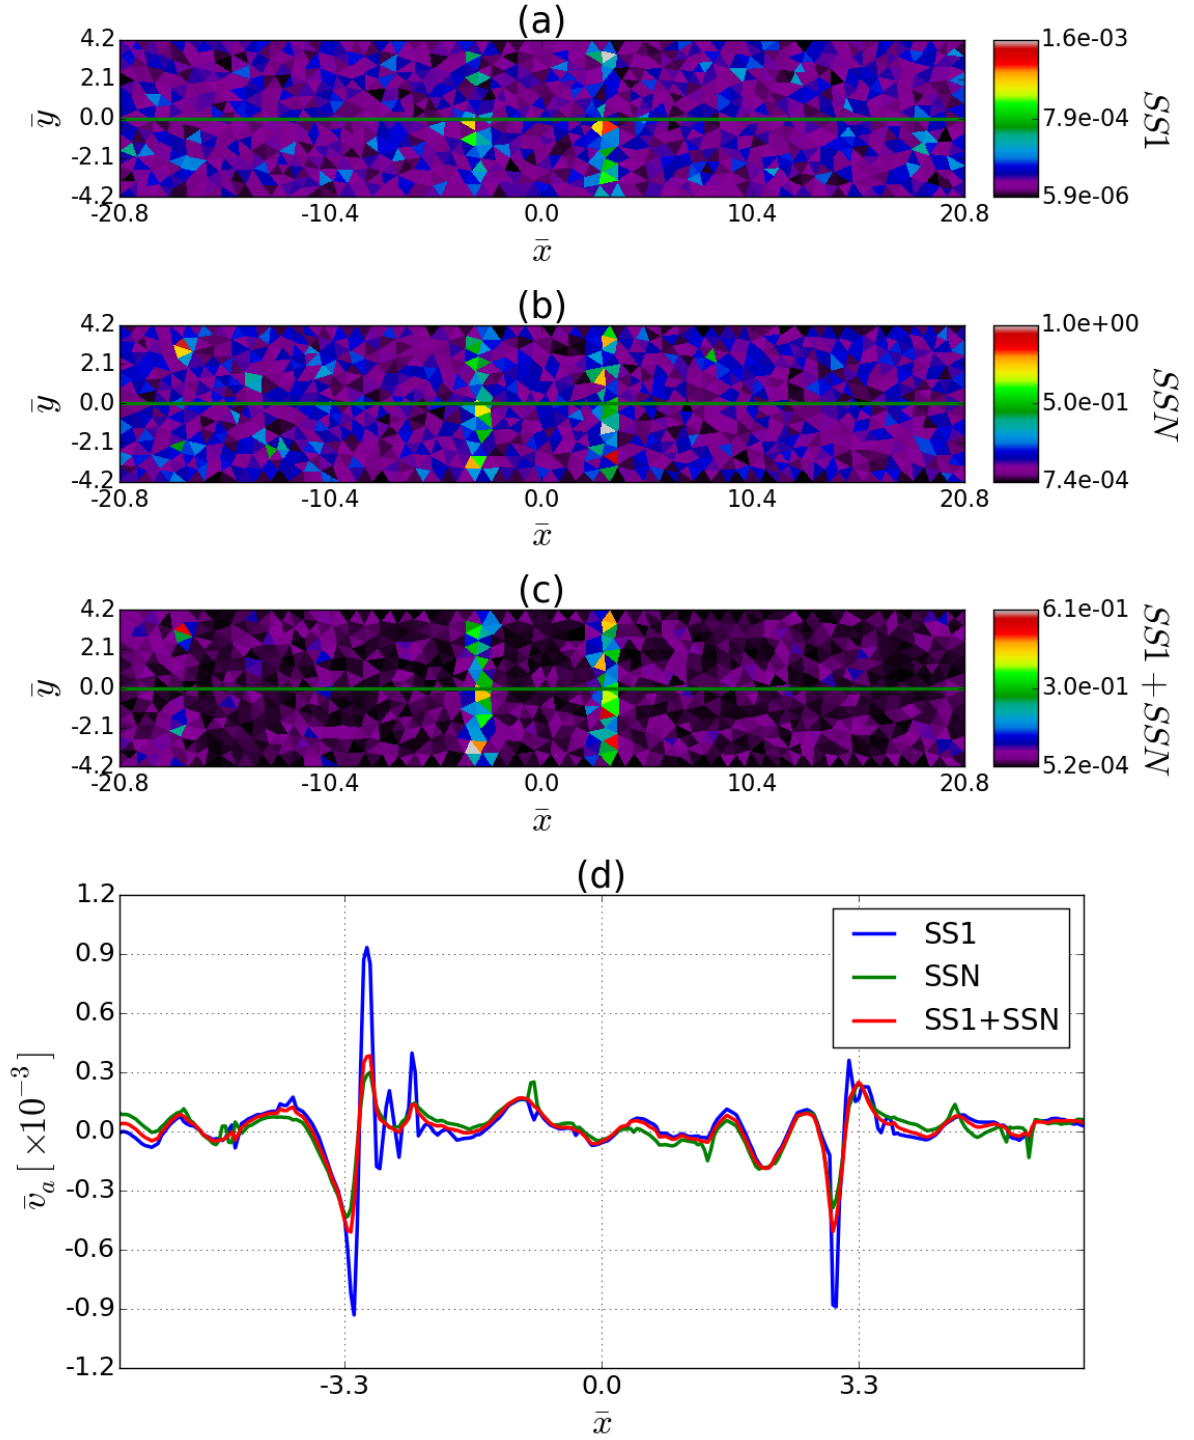 (a)
4.2
2.1
0.0
-2.1
-4.2
ȳ
-20.8 -10.4 0.0 10.4 20.8
x̄
1.6e-03
7.9e-04
5.9e-06
SS1
(b)
4.2
2.1
0.0
-2.1
-4.2
ȳ
-20.8 -10.4 0.0 10.4 20.8
x̄
1.0e+00
5.0e-01
7.4e-04
SSN
(c)
4.2
2.1
0.0
-2.1
-4.2
ȳ
-20.8 -10.4 0.0 10.4 20.8
x̄
6.1e-01
3.0e-01
5.2e-04
SS1 + SSN
(d)
1.2
0.9
0.6
0.3
0.0
-0.3
-0.6
-0.9
-1.2
v̄ₐ [ ×10⁻³ ]
SS1
SSN
SS1+SSN
-3.3 0.0 3.3
x̄